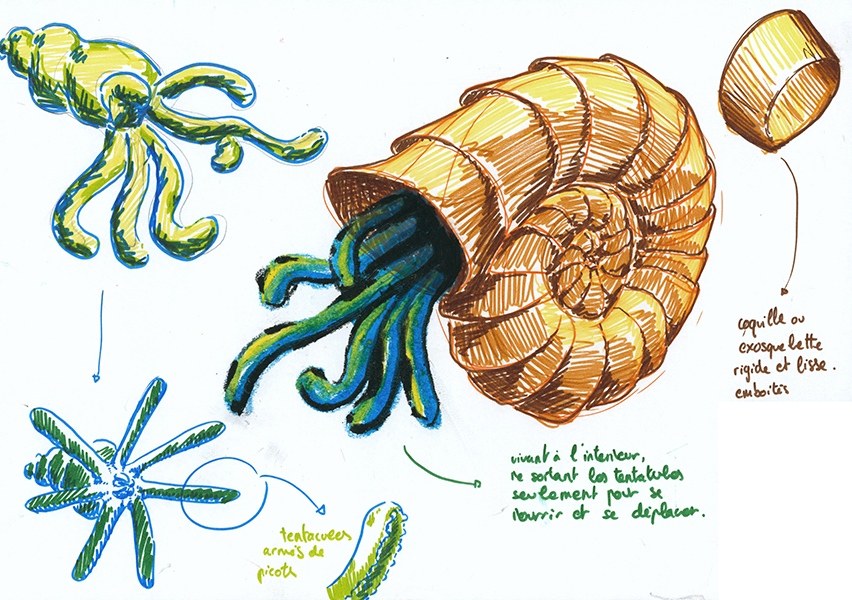 coquille ou
exosquelette
rigide et lisse.
emboités
vivant à l'interieur,
ne sortant les tentacules
seulement pour se
nourrir et se déplacer.
tentacules
armés de
picots